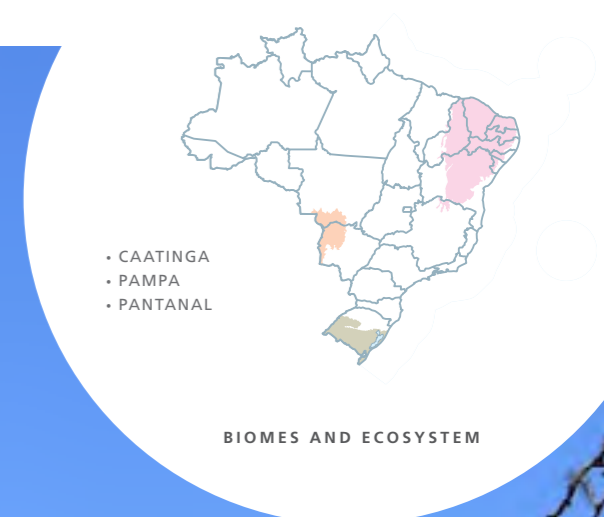 • CAATINGA
• PAMPA
• PANTANAL
BIOMES AND ECOSYSTEM